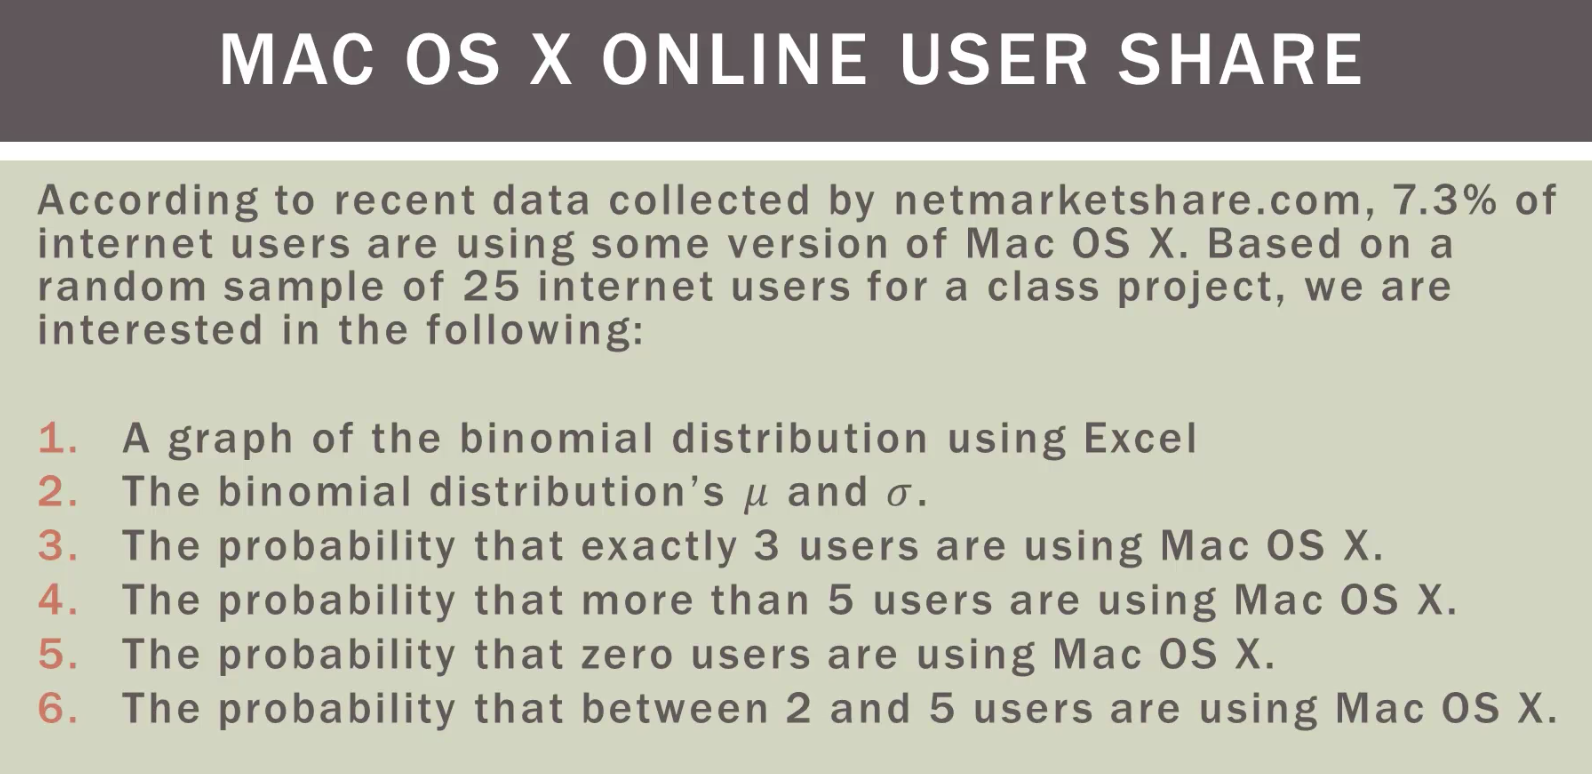 MAC OS X ONLINE USER SHARE
According to recent data collected by netmarketshare.com, 7.3% of
internet users are using some version of Mac OS X. Based on a
random sample of 25 internet users for a class project, we are
interested in the following:
1. A graph of the binomial distribution using Excel
2. The binomial distribution’s μ and σ.
3. The probability that exactly 3 users are using Mac OS X.
4. The probability that more than 5 users are using Mac OS X.
5. The probability that zero users are using Mac OS X.
6. The probability that between 2 and 5 users are using Mac OS X.